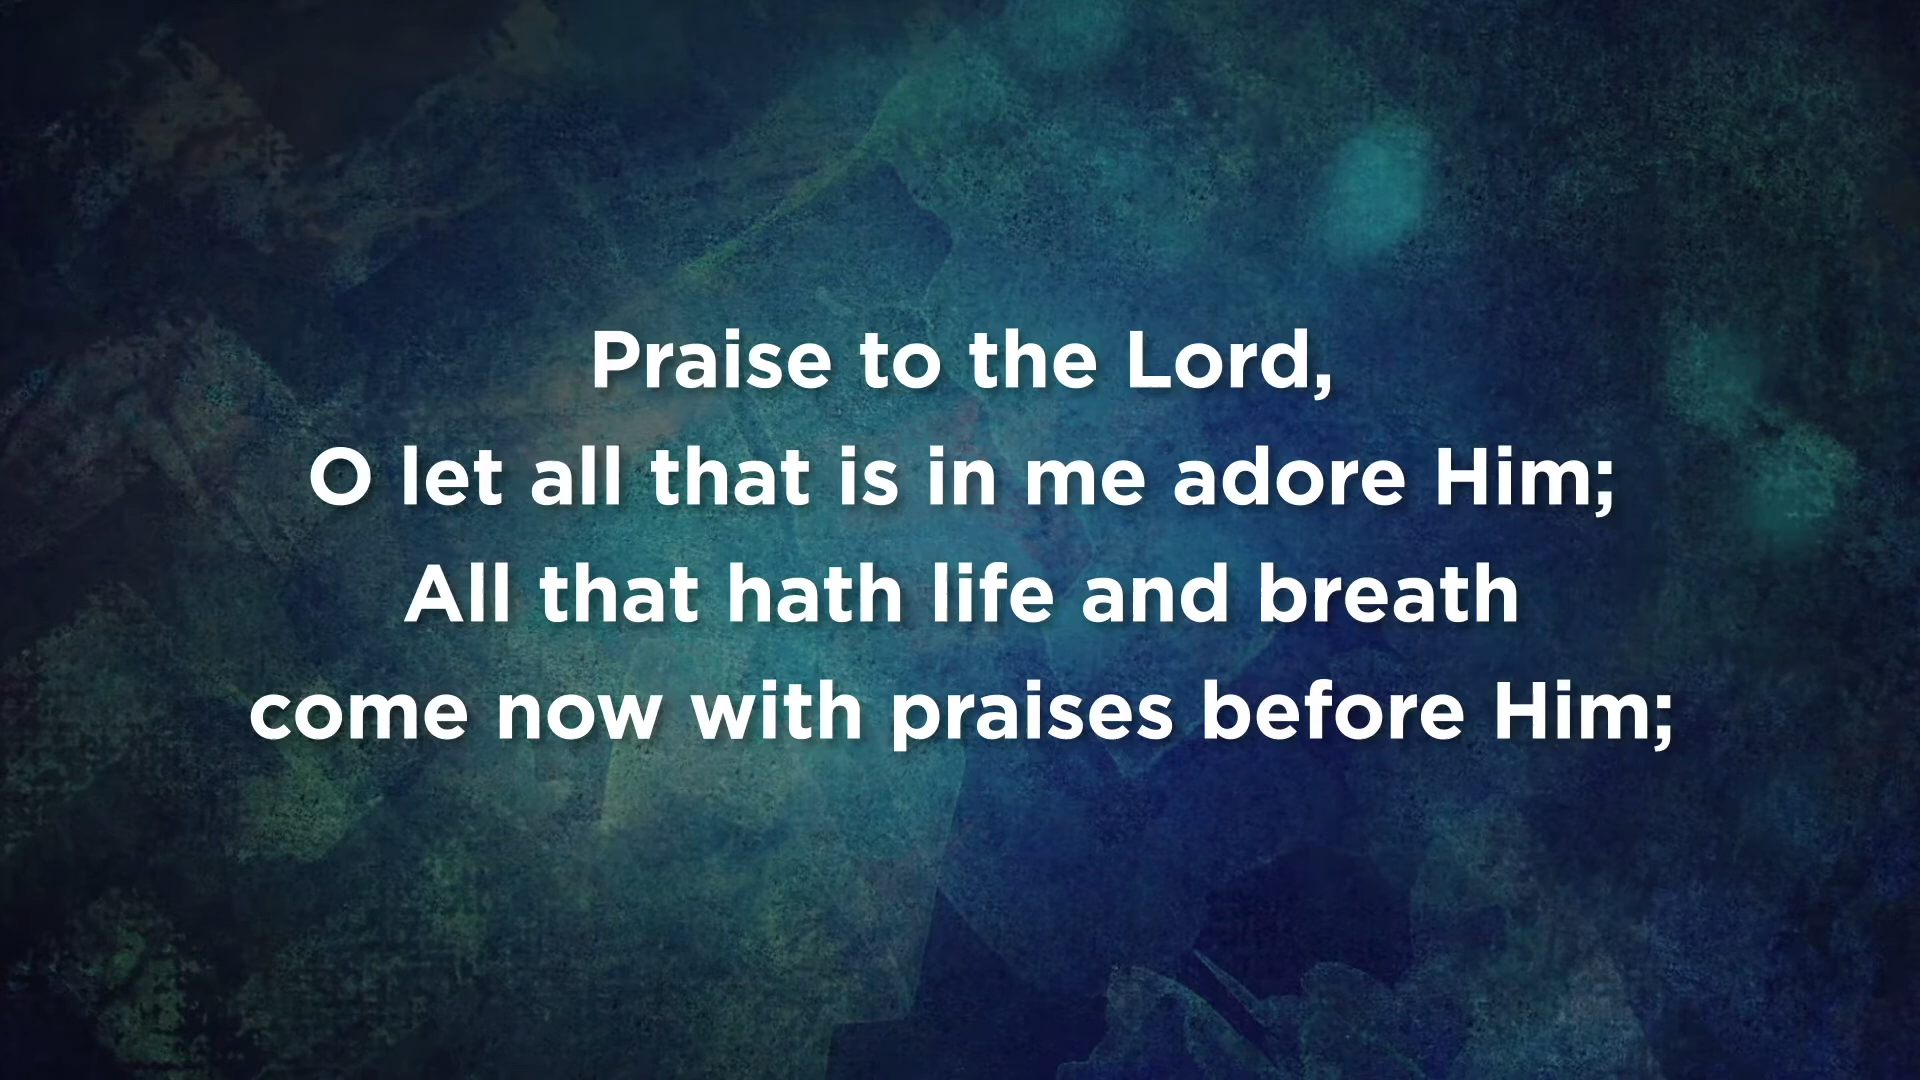 Praise to the Lord,
O let all that is in me adore Him;
All that hath life and breath
come now with praises before Him;